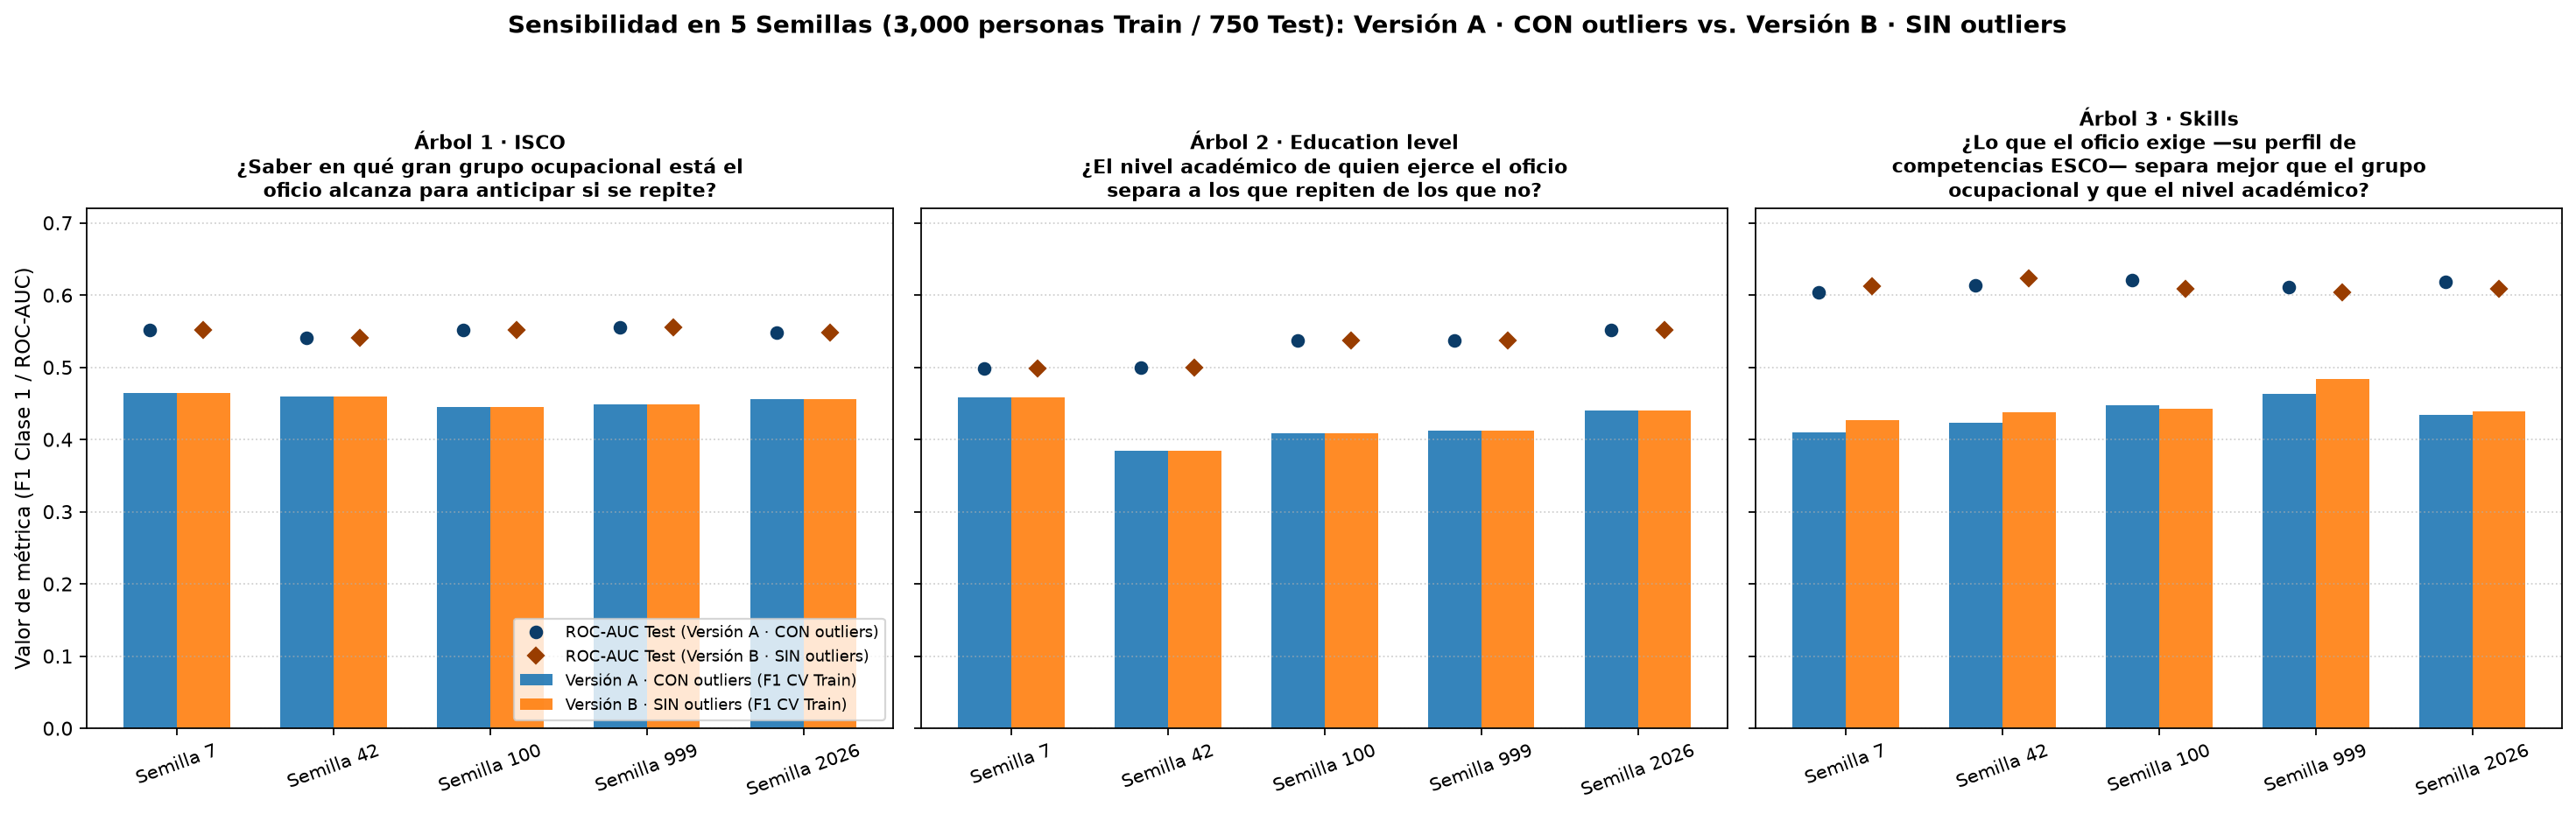 Sensibilidad en 5 Semillas (3,000 personas Train / 750 Test): Versión A · CON outliers vs. Versión B · SIN outliers
Árbol 1 · ISCO
¿Saber en qué gran grupo ocupacional está el
oficio alcanza para anticipar si se repite?
Árbol 2 · Education level
¿El nivel académico de quien ejerce el oficio
separa a los que repiten de los que no?
Árbol 3 · Skills
¿Lo que el oficio exige —su perfil de
competencias ESCO— separa mejor que el grupo
ocupacional y que el nivel académico?
Valor de métrica (F1 Clase 1 / ROC-AUC)
0.7
0.6
0.5
0.4
0.3
0.2
0.1
0.0
ROC-AUC Test (Versión A · CON outliers)
ROC-AUC Test (Versión B · SIN outliers)
Versión A · CON outliers (F1 CV Train)
Versión B · SIN outliers (F1 CV Train)
Semilla 7
Semilla 42
Semilla 100
Semilla 999
Semilla 2026
Semilla 7
Semilla 42
Semilla 100
Semilla 999
Semilla 2026
Semilla 7
Semilla 42
Semilla 100
Semilla 999
Semilla 2026